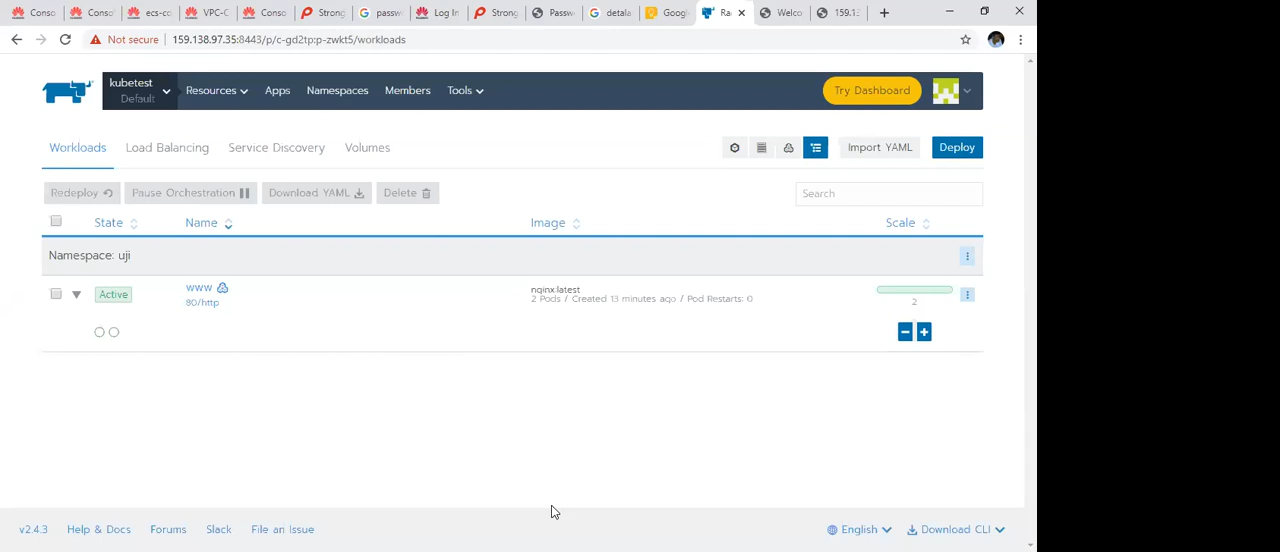 Conso
Conso
ecs-co
VPC-C
Conso
Strong
passw
Log In
Strong
Passw
detala
Google
Ra
Welco
159.13
Not secure
159.138.97.35:8443/p/c-gd2tp:p-zwkt5/workloads
kubetest
Default
Resources
Apps
Namespaces
Members
Tools
Try Dashboard
Workloads
Load Balancing
Service Discovery
Volumes
Import YAML
Deploy
Redeploy
Pause Orchestration
Download YAML
Delete
Search
State
Name
Image
Scale
Namespace: uji
Active
www
80/http
nginx:latest
2 Pods / Created 13 minutes ago / Pod Restarts: 0
2
v2.4.3
Help & Docs
Forums
Slack
File an Issue
English
Download CLI